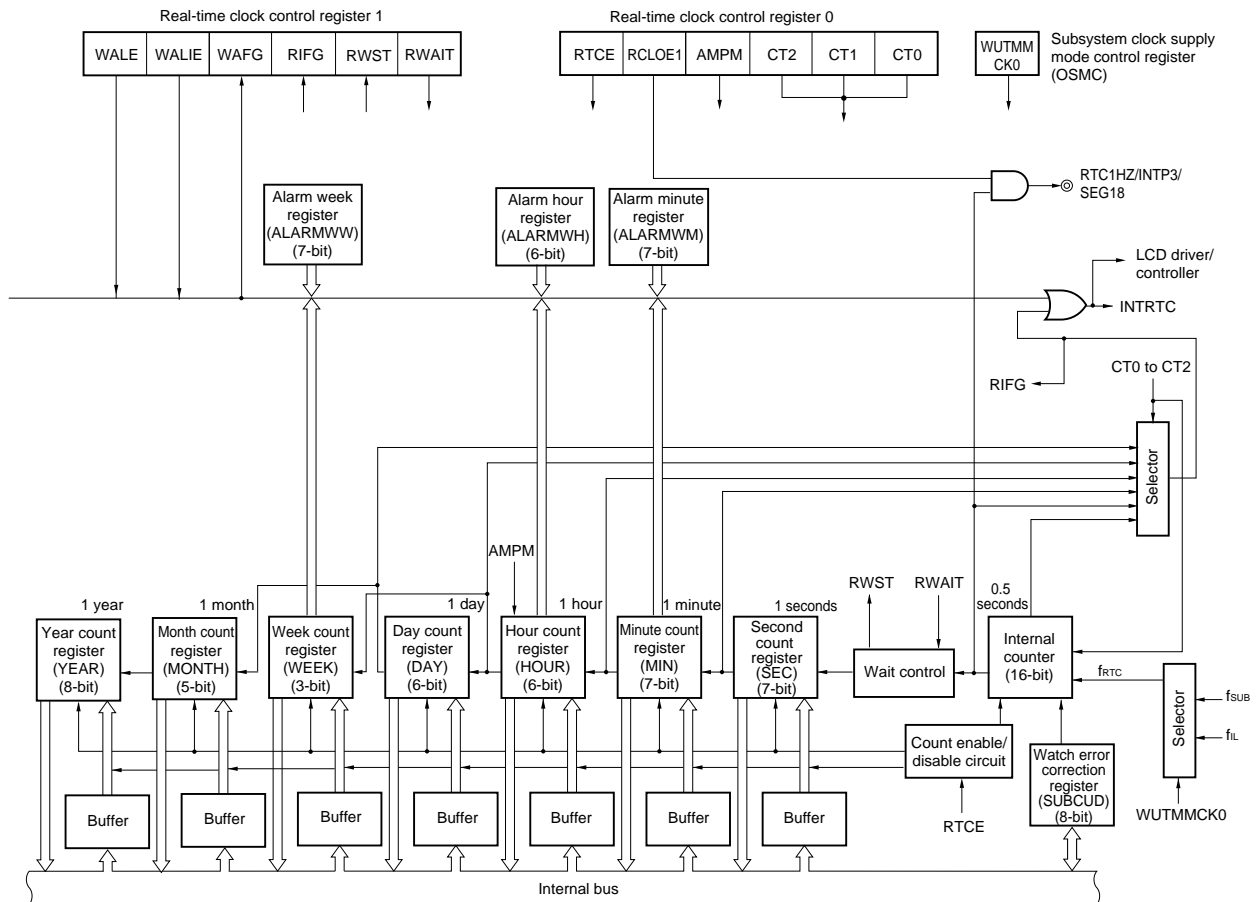 Real-time clock control register 1
WALE WALIE WAFG RIFG RWST RWAIT
Real-time clock control register 0
RTCE RCLOE1 AMPM CT2 CT1 CT0
WUTMM
CK0
Subsystem clock supply
mode control register
(OSMC)
Alarm week
register
(ALARMWW)
(7-bit)
Alarm hour
register
(ALARMWH)
(6-bit)
Alarm minute
register
(ALARMWM)
(7-bit)
RTC1HZ/INTP3/
SEG18
LCD driver/
controller
INTRTC
RIFG
CT0 to CT2
Selector
AMPM
RWST
RWAIT
0.5
seconds
1 year
1 month
1 day
1 hour
1 minute
1 seconds
Year count
register
(YEAR)
(8-bit)
Month count
register
(MONTH)
(5-bit)
Week count
register
(WEEK)
(3-bit)
Day count
register
(DAY)
(6-bit)
Hour count
register
(HOUR)
(6-bit)
Minute count
register
(MIN)
(7-bit)
Second
count
register
(SEC)
(7-bit)
Wait control
Internal
counter
(16-bit)
fRTC
Selector
fSUB
fIL
WUTMMCK0
Count enable/
disable circuit
RTCE
Watch error
correction
register
(SUBCUD)
(8-bit)
Buffer
Buffer
Buffer
Buffer
Buffer
Buffer
Buffer
Internal bus